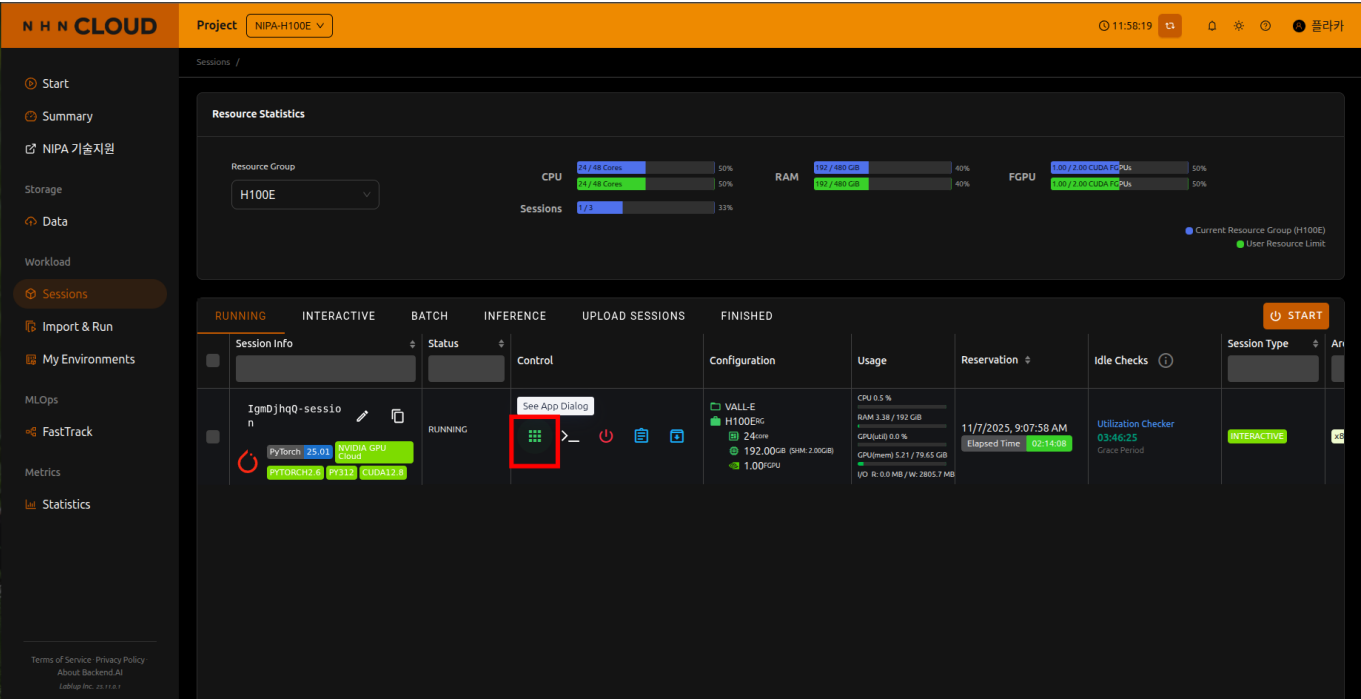 NHN CLOUD
Project NIPA-H100E
11:58:19
플라카
Start
Summary
NIPA 기술지원
Storage
Data
Workload
Sessions
Import & Run
My Environments
MLOps
FastTrack
Metrics
Statistics
Terms of Service · Privacy Policy ·
About Backend.AI
Lablup Inc. 25.11.0.1
Sessions /
Resource Statistics
Resource Group
H100E
CPU
24 / 48 Cores 50%
24 / 48 Cores 50%
Sessions
1 / 3 33%
RAM
192 / 480 GiB 40%
192 / 480 GiB 40%
FGPU
1.00 / 2.00 CUDA FGPUs 50%
1.00 / 2.00 CUDA FGPUs 50%
Current Resource Group (H100E)
User Resource Limit
RUNNING INTERACTIVE BATCH INFERENCE UPLOAD SESSIONS FINISHED
START
Session Info Status Control Configuration Usage Reservation Idle Checks Session Type
IgmDjhqQ-sessio
n
PyTorch 25.01 NVIDIA GPU
Cloud
PYTORCH2.6 PY312 CUDA12.8
RUNNING
See App Dialog
VALL-E
H100E RG
24 core
192.00 GiB (SHM: 2.00GiB)
1.00 FGPU
CPU 0.5 %
RAM 3.38 / 192 GiB
GPU(util) 0.0 %
GPU(mem) 5.21 / 79.65 GiB
I/O R: 0.0 MB / W: 2805.7 MB
11/7/2025, 9:07:58 AM
Elapsed Time 02:14:08
Utilization Checker
03:46:25
Grace Period
INTERACTIVE